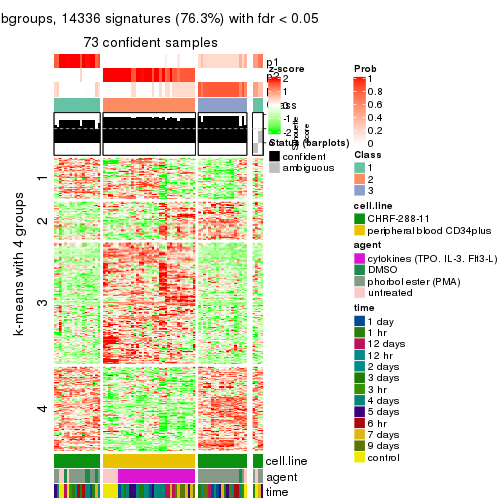 bgroups, 14336 signatures (76.3%) with fdr < 0.05
73 confident samples
p1
p2
z-score
2
1
0
-1
-2
Silhouette
score
Status (barplots)
confident
ambiguous
1
2
3
4
k-means with 4 groups
cell.line
agent
time
Prob
1
0.8
0.6
0.4
0.2
0
Class
1
2
3
cell.line
CHRF-288-11
peripheral blood CD34plus
agent
cytokines (TPO, IL-3, Flt3-L)
DMSO
phorbol ester (PMA)
untreated
time
1 day
1 hr
12 days
12 hr
2 days
3 days
3 hr
4 days
5 days
6 hr
7 days
9 days
control